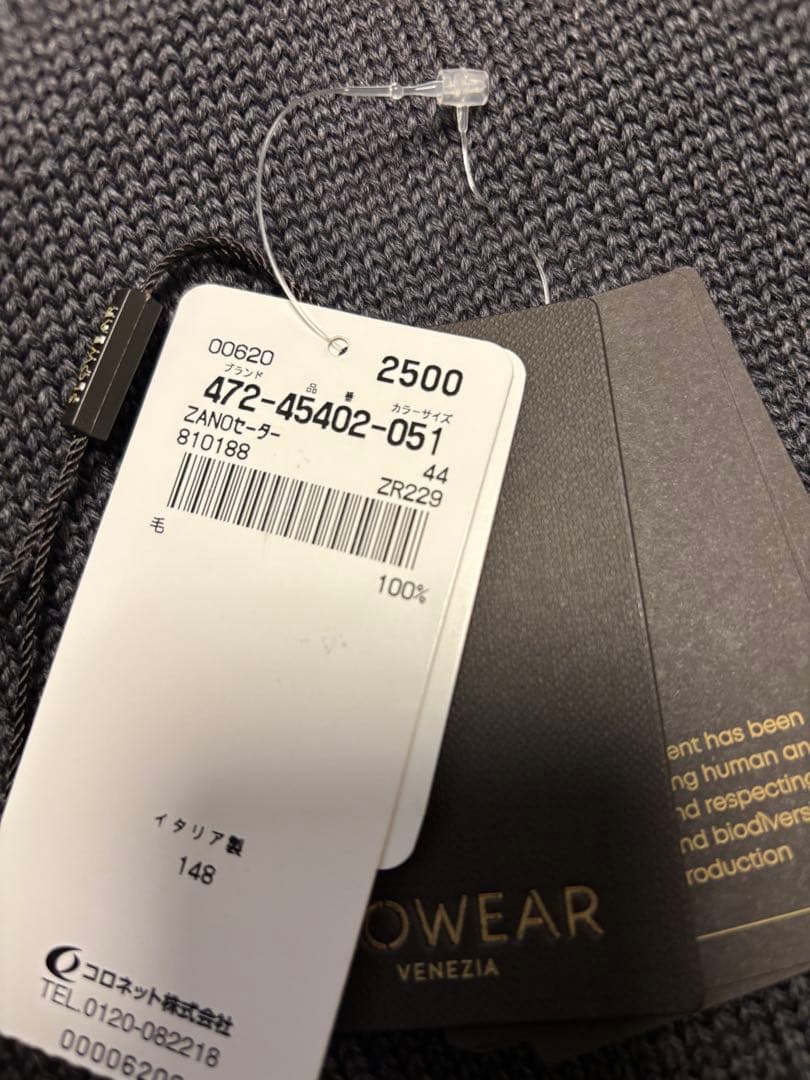 00620
2500
ブランド
品
番
カラーサイズ
472-45402-051
ZANOセーター
44
810188
ZR229
毛
100%
イタリア製
148
コロネット株式会社
TEL.0120-082218
OWEAR
VENEZIA
ent has been
ng human an
nd respecting
nd biodivers
roduction